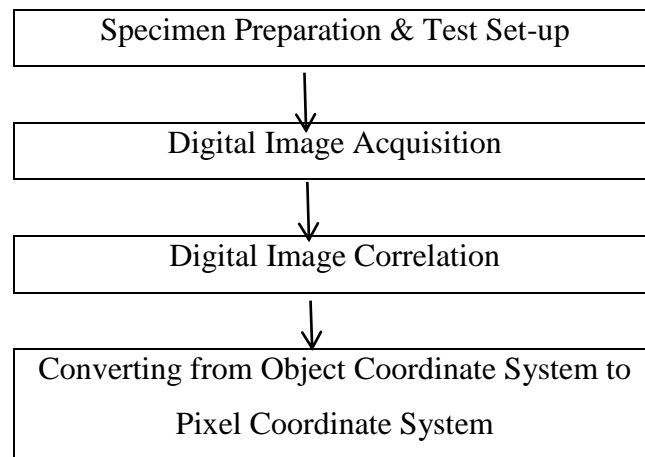 Specimen Preparation & Test Set-up
Digital Image Acquisition
Digital Image Correlation
Converting from Object Coordinate System to
Pixel Coordinate System